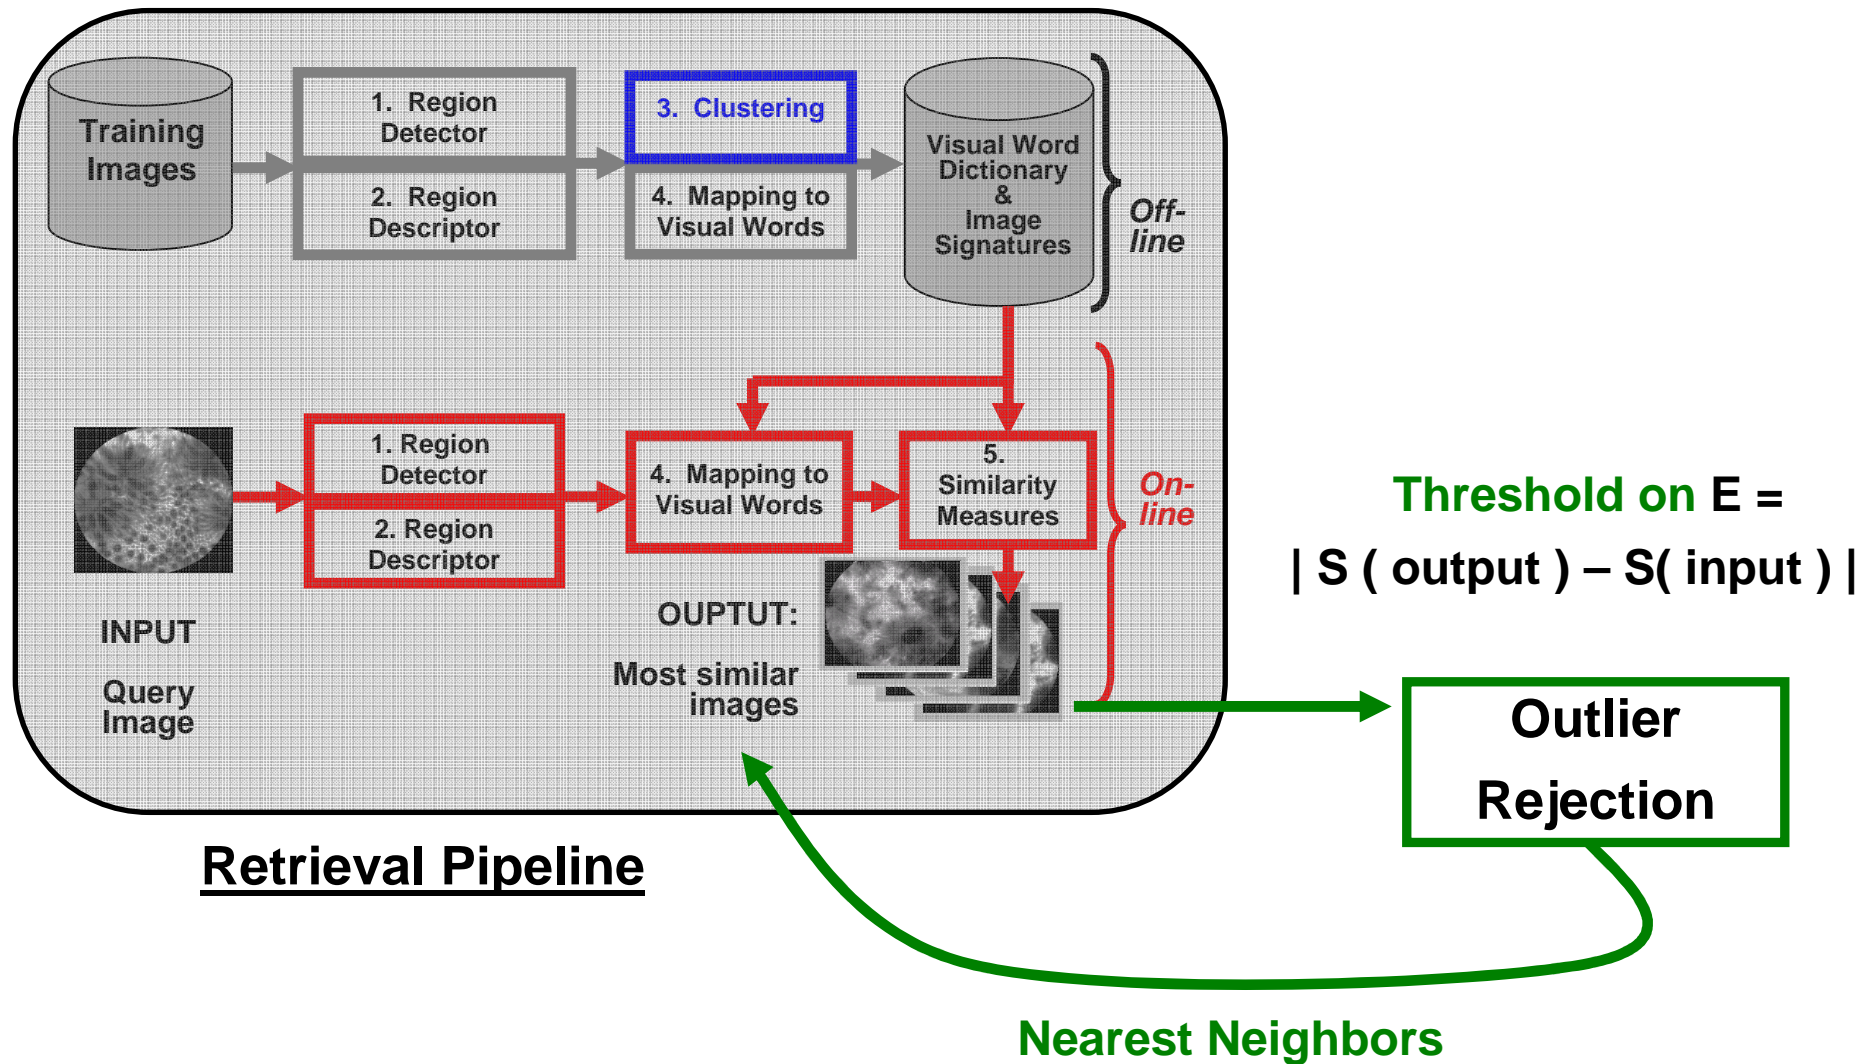 Training
Images
1. Region
Detector
2. Region
Descriptor
3. Clustering
4. Mapping to
Visual Words
Visual Word
Dictionary
&
Image
Signatures
Off-
line
1. Region
Detector
2. Region
Descriptor
4. Mapping to
Visual Words
5.
Similarity
Measures
On-
line
INPUT
Query
Image
OUPTUT:
Most similar
images
Threshold on E =
| S ( output ) – S( input ) |
Outlier
Rejection
Retrieval Pipeline
Nearest Neighbors